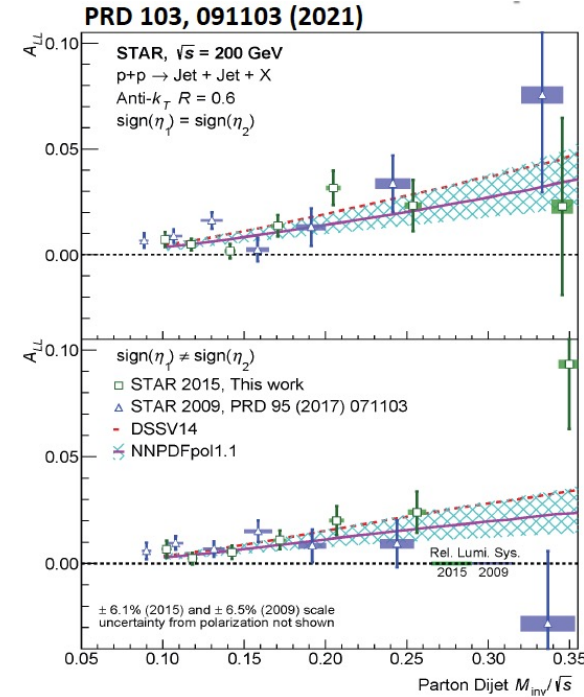 PRD 103, 091103 (2021)
A_LL
0.10
STAR, √s = 200 GeV
p+p → Jet + Jet + X
Anti-k_T R = 0.6
sign(η_1) = sign(η_2)
0.05
0.00
A_LL
0.10
sign(η_1) ≠ sign(η_2)
STAR 2015, This work
STAR 2009, PRD 95 (2017) 071103
DSSV14
NNPDFpol1.1
0.05
Rel. Lumi. Sys.
2015 2009
0.00
± 6.1% (2015) and ± 6.5% (2009) scale
uncertainty from polarization not shown
0.05 0.10 0.15 0.20 0.25 0.30 0.35
Parton Dijet M_inv/√s